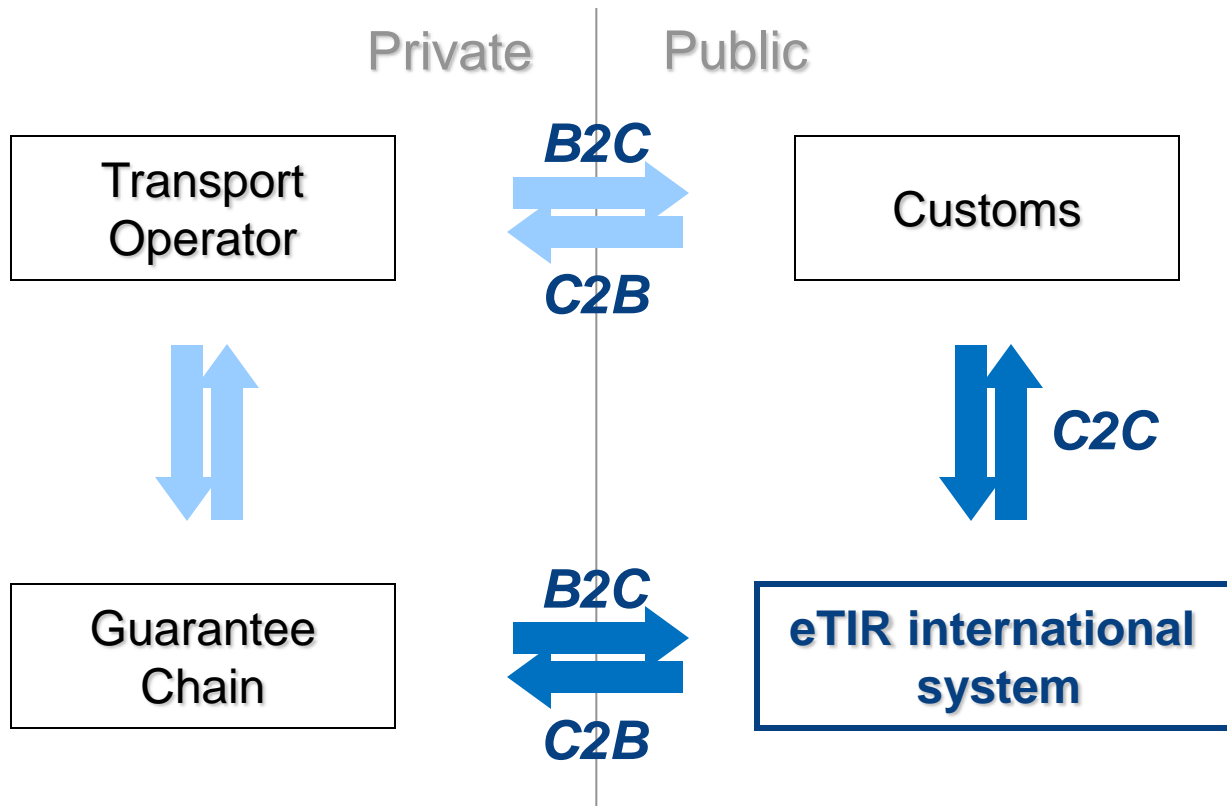 Private
Public
B2C
Transport
Operator
Customs
C2B
C2C
B2C
Guarantee
Chain
eTIR international
system
C2B